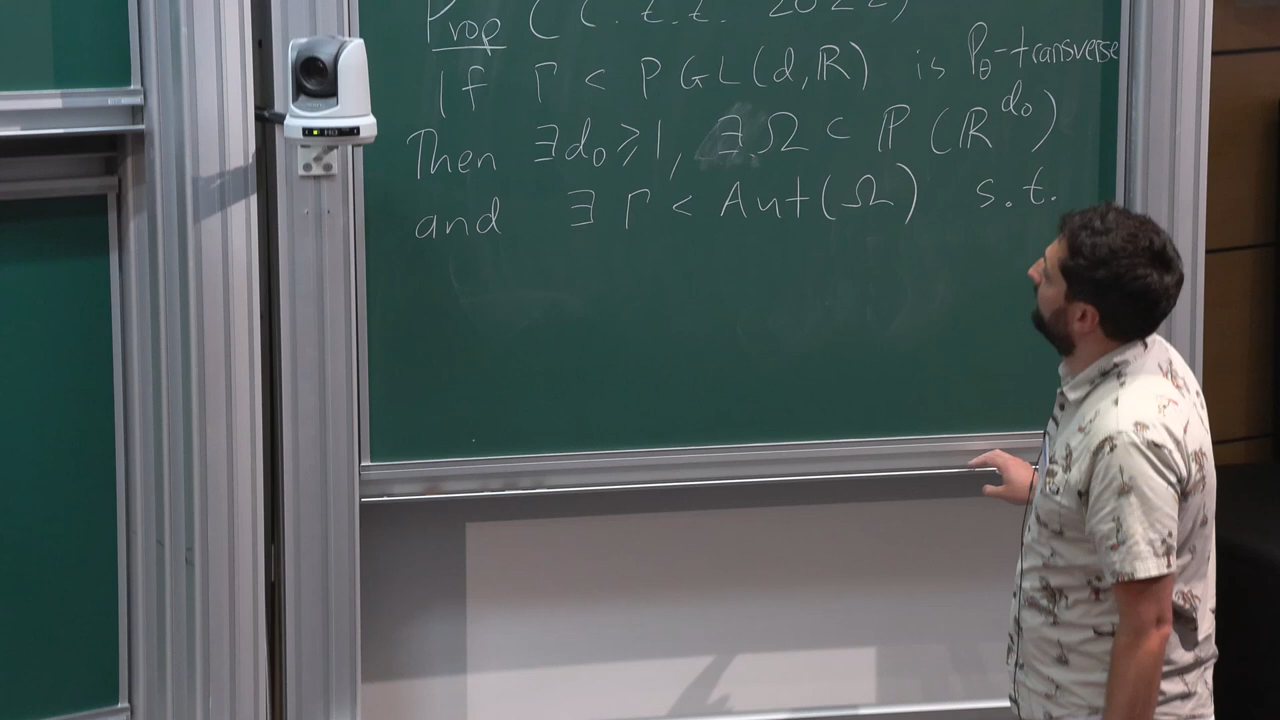 Prop
If Γ < PGL(d,ℝ) is P_θ-transverse
Then ∃d₀⩾1, ∃Ω ⊂ ℙ(ℝ^{d₀})
and ∃ Γ < Aut(Ω) s.t.